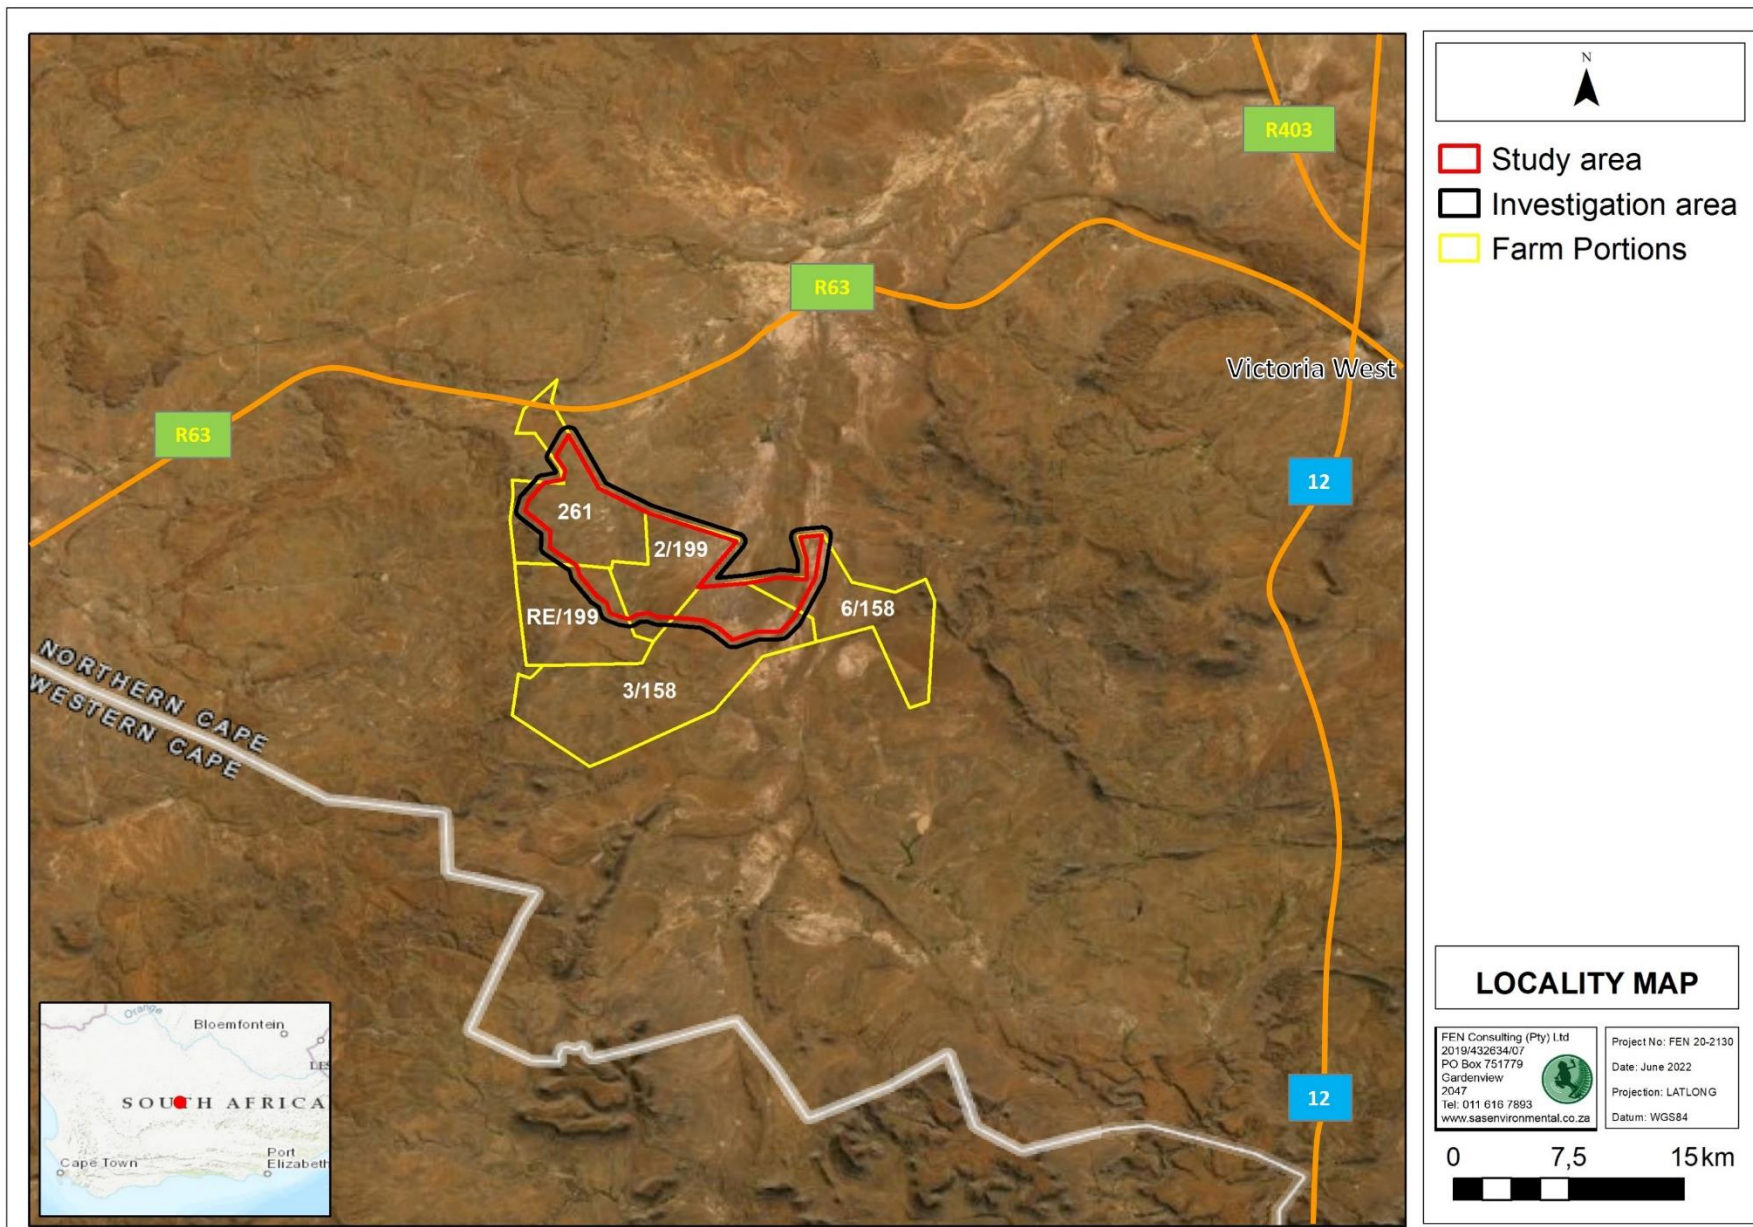 R403
R63
Victoria West
R63
12
261
2/199
6/158
RE/199
3/158
NORTHERN CAPE
WESTERN CAPE
12
Orange
Bloemfontein
LES
SOUTH AFRICA
Cape Town
Port
Elizabeth
N
Study area
Investigation area
Farm Portions
LOCALITY MAP
FEN Consulting (Pty) Ltd
2019/432634/07
PO Box 751779
Gardenview
2047
Tel: 011 616 7893
www.sasenvironmental.co.za
Project No: FEN 20-2130
Date: June 2022
Projection: LATLONG
Datum: WGS84
0 7,5 15 km